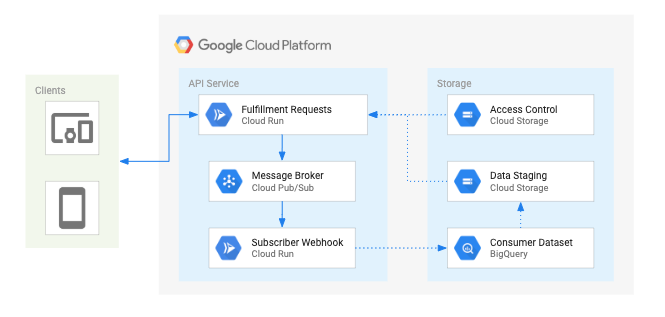 Google Cloud Platform
Clients
API Service
Fulfillment Requests
Cloud Run
Message Broker
Cloud Pub/Sub
Subscriber Webhook
Cloud Run
Storage
Access Control
Cloud Storage
Data Staging
Cloud Storage
Consumer Dataset
BigQuery